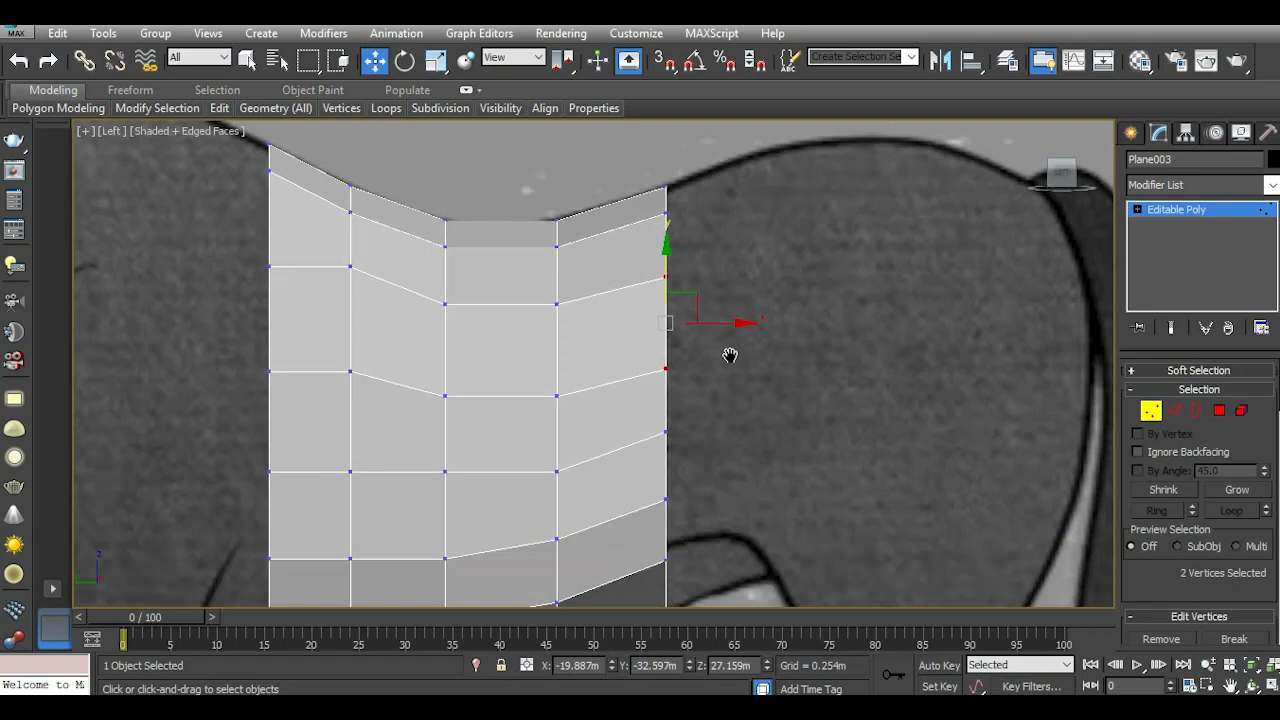 MAX Edit Tools Group Views Create Modifiers Animation Graph Editors Rendering Customize MAXScript Help
All View Create Selection Se
Modeling Freeform Selection Object Paint Populate
Polygon Modeling Modify Selection Edit Geometry (All) Vertices Loops Subdivision Visibility Align Properties
[+] [Left] [Shaded + Edged Faces]
Plane003
Modifier List
Editable Poly
Soft Selection
Selection
By Vertex
Ignore Backfacing
By Angle: 45.0
Shrink Grow
Ring Loop
Preview Selection
Off SubObj Multi
2 Vertices Selected
Edit Vertices
Remove Break
0 / 100
0 5 10 15 20 25 30 35 40 45 50 55 60 65 70 75 80 85 90 95 100
1 Object Selected X: -19.887m Y: -32.597m Z: 27.159m Grid = 0.254m Auto Key Selected
Welcome to M Click or click-and-drag to select objects Add Time Tag Set Key Key Filters... 0